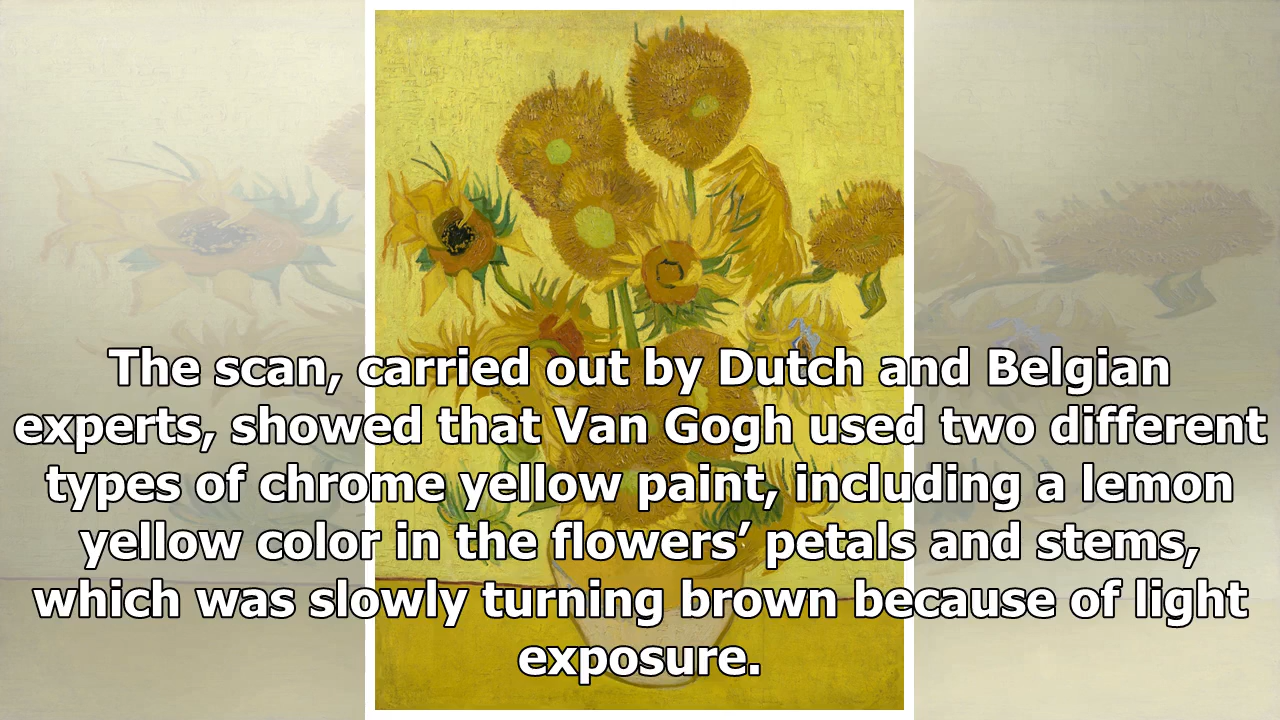 The scan, carried out by Dutch and Belgian
experts, showed that Van Gogh used two different
types of chrome yellow paint, including a lemon
yellow color in the flowers’ petals and stems,
which was slowly turning brown because of light
exposure.